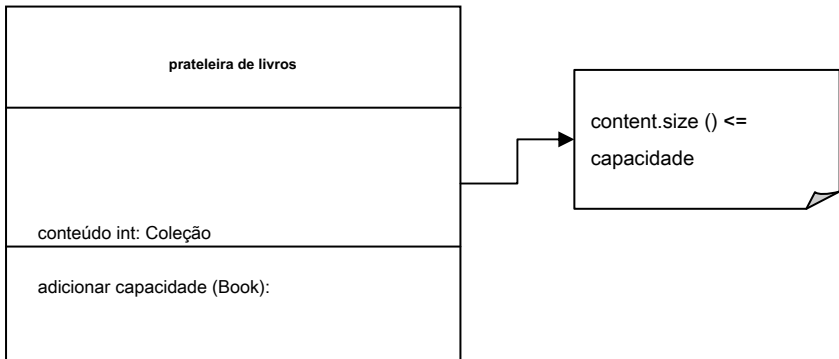 prateleira de livros
content.size () <=
capacidade
conteúdo int: Coleção
adicionar capacidade (Book):